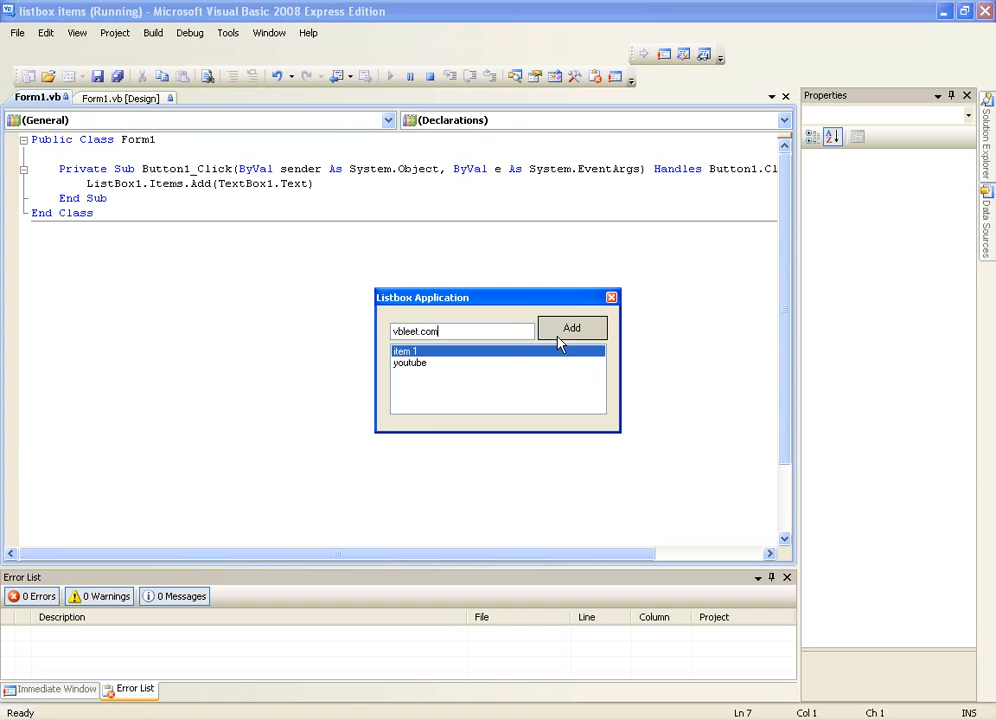 listbox items (Running) - Microsoft Visual Basic 2008 Express Edition
File Edit View Project Build Debug Tools Window Help
Form1.vb Form1.vb [Design]
(General) (Declarations)
Public Class Form1
Private Sub Button1_Click(ByVal sender As System.Object, ByVal e As System.EventArgs) Handles Button1.Cl
ListBox1.Items.Add(TextBox1.Text)
End Sub
End Class
Listbox Application
vbleet.com Add
item 1
youtube
Properties
Solution Explorer
Data Sources
Error List
0 Errors 0 Warnings 0 Messages
Description File Line Column Project
Immediate Window Error List
Ready Ln 7 Col 1 Ch 1 INS